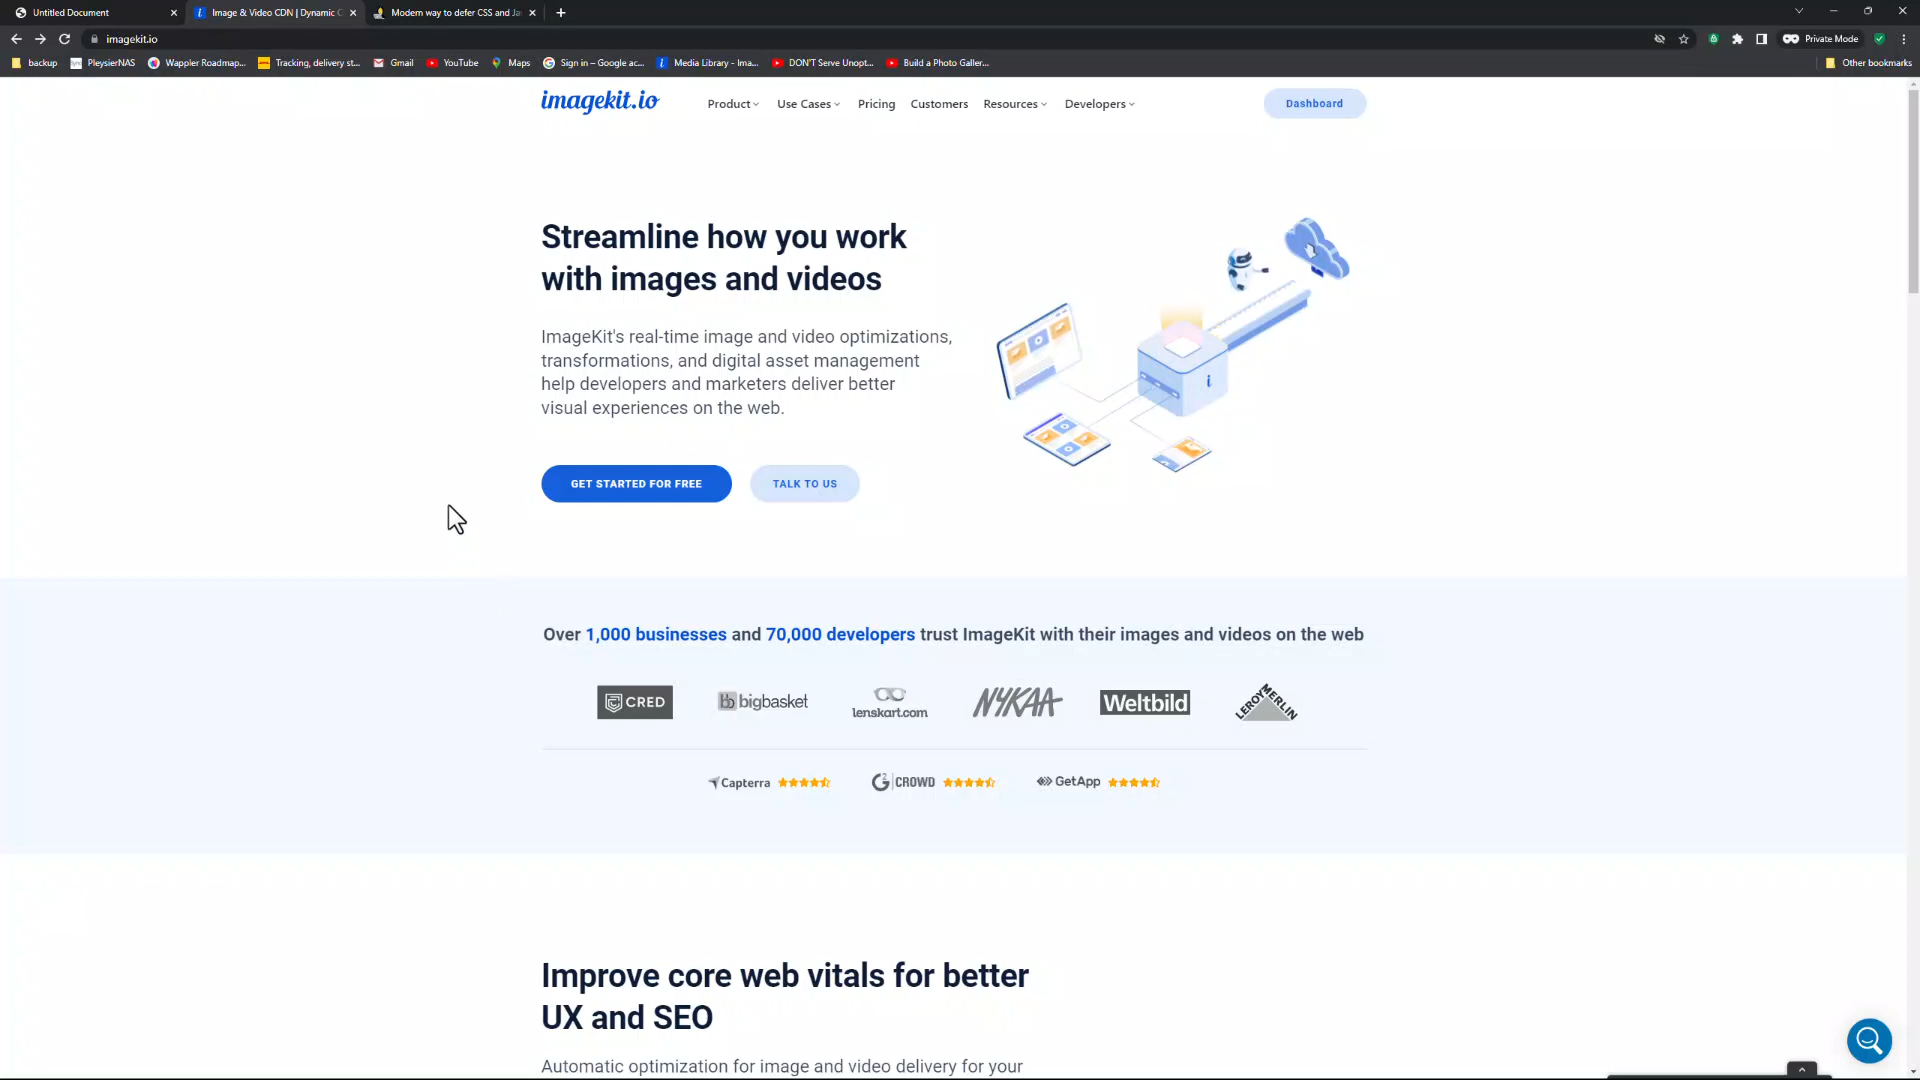 Untitled Document
Image & Video CDN | Dynamic C
Modern way to defer CSS and Ja
imagekit.io
Private Mode
backup
PleysierNAS
Wappler Roadmap...
Tracking, delivery st...
Gmail
YouTube
Maps
Sign in – Google ac...
Media Library - Ima...
DON'T Serve Unopt...
Build a Photo Galler...
Other bookmarks
imagekit.io
Product
Use Cases
Pricing
Customers
Resources
Developers
Dashboard
Streamline how you work
with images and videos
ImageKit's real-time image and video optimizations,
transformations, and digital asset management
help developers and marketers deliver better
visual experiences on the web.
GET STARTED FOR FREE
TALK TO US
Over 1,000 businesses and 70,000 developers trust ImageKit with their images and videos on the web
CRED
bb bigbasket
lenskart.com
NYKAA
Weltbild
LEROY MERLIN
Capterra
G2 CROWD
GetApp
Improve core web vitals for better
UX and SEO
Automatic optimization for image and video delivery for your